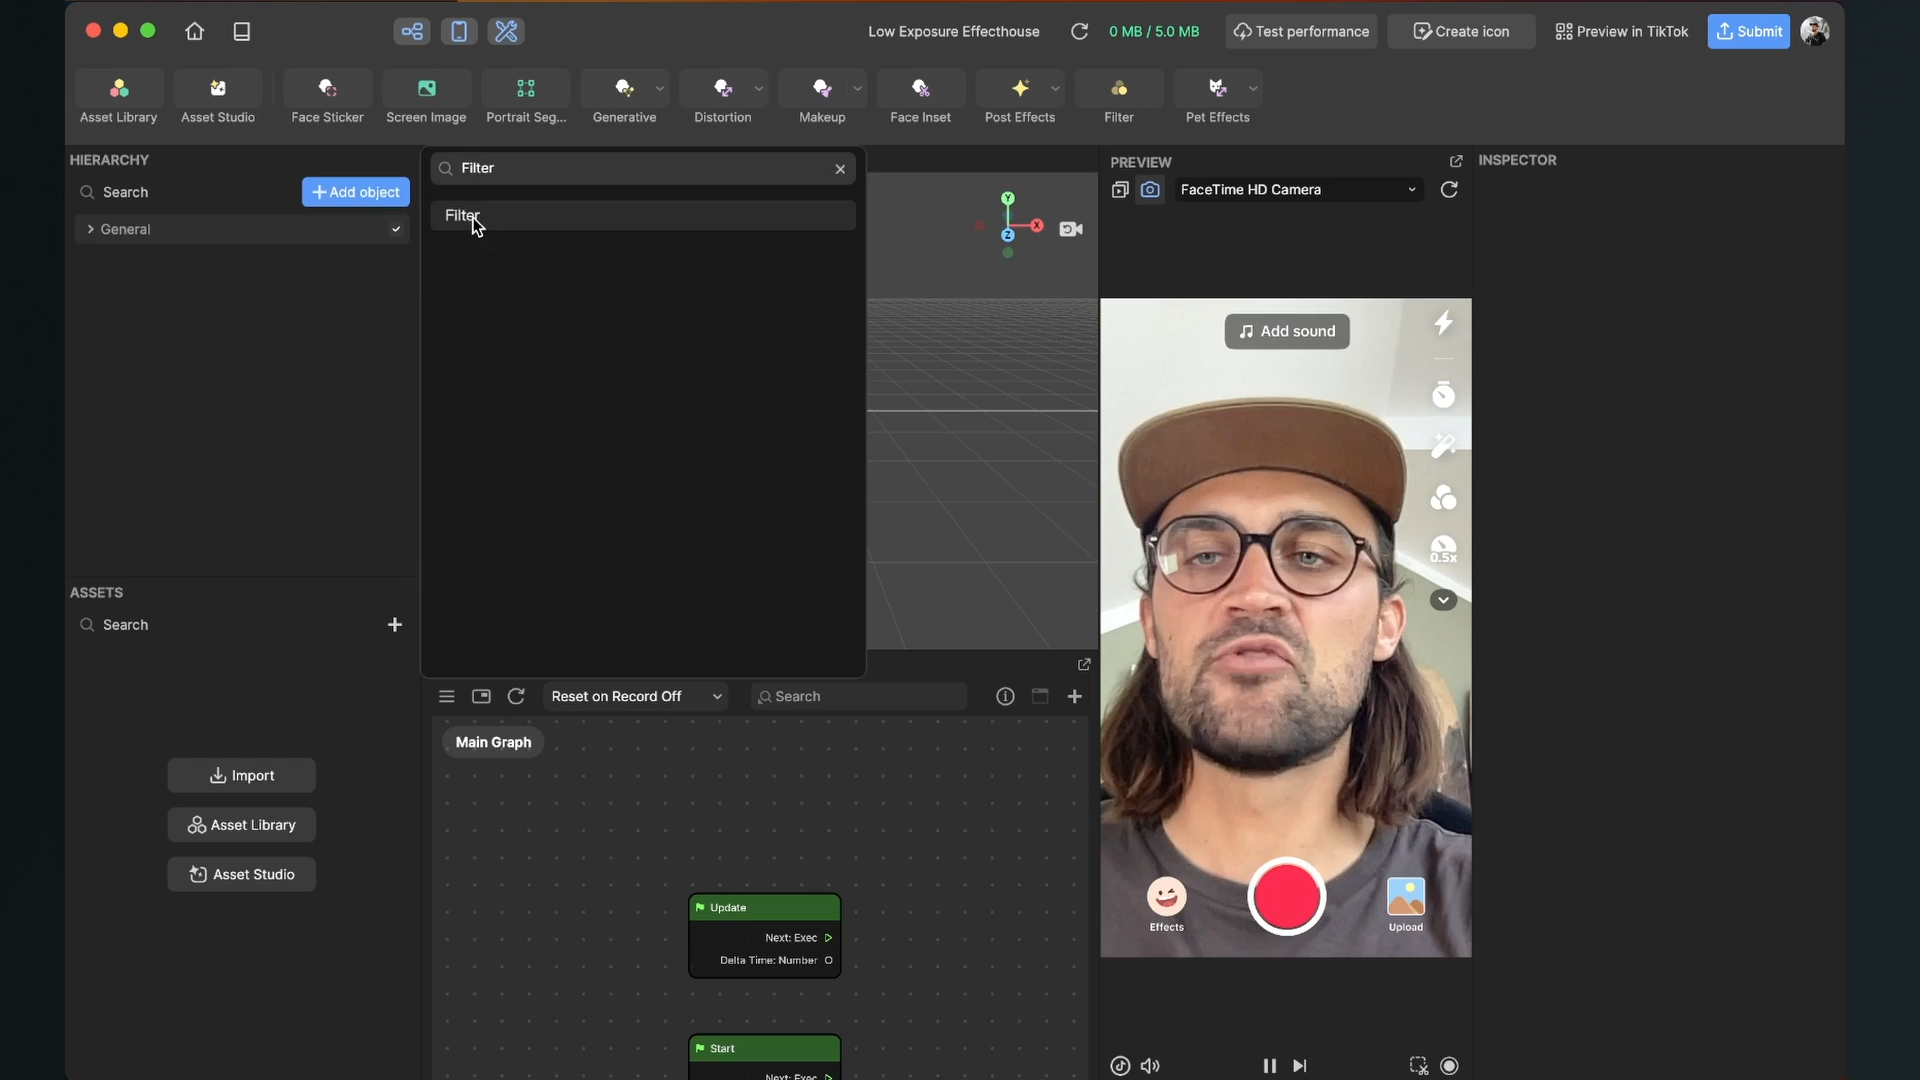 Low Exposure Effecthouse
0 MB / 5.0 MB
Test performance
Create icon
Preview in TikTok
Submit
Asset Library
Asset Studio
Face Sticker
Screen Image
Portrait Seg...
Generative
Distortion
Makeup
Face Inset
Post Effects
Filter
Pet Effects
HIERARCHY
Search
Add object
General
Filter
Filter
Y
X
Z
PREVIEW
FaceTime HD Camera
INSPECTOR
Add sound
0.5x
Effects
Upload
ASSETS
Search
Import
Asset Library
Asset Studio
Reset on Record Off
Search
Main Graph
Update
Next: Exec
Delta Time: Number
Start
Next: Exec